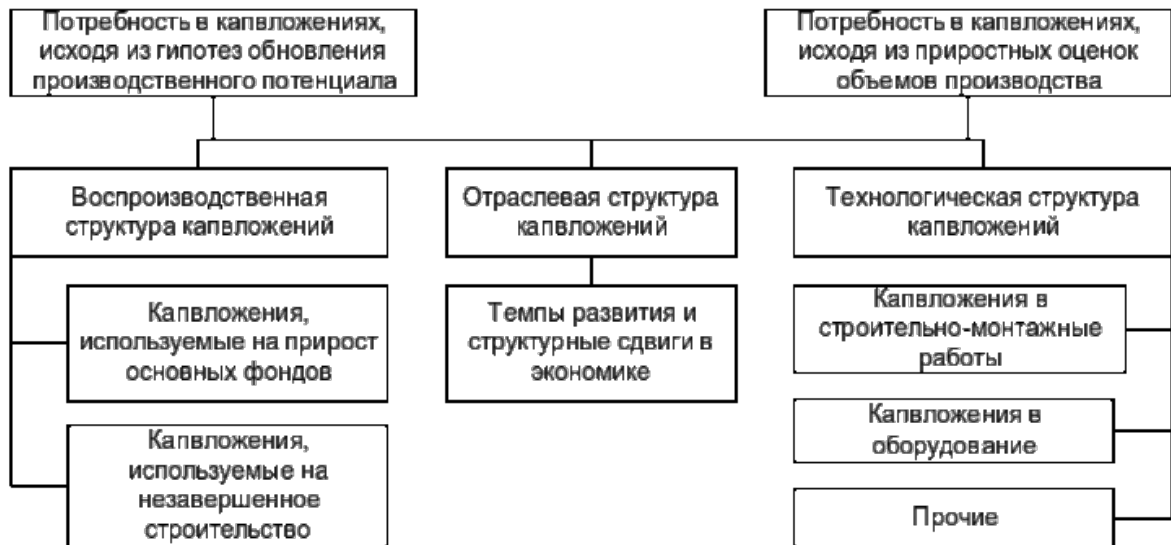 Потребность в капвложениях,
исходя из гипотез обновления
производственного потенциала
Потребность в капвложениях,
исходя из приростных оценок
объемов производства
Воспроизводственная
структура капвложений
Отраслевая структура
капвложений
Технологическая структура
капвложений
Капвложения,
используемые на прирост
основных фондов
Темпы развития и
структурные сдвиги в
экономике
Капвложения в
строительно-монтажные
работы
Капвложения,
используемые на
незавершенное
строительство
Капвложения в
оборудование
Прочие